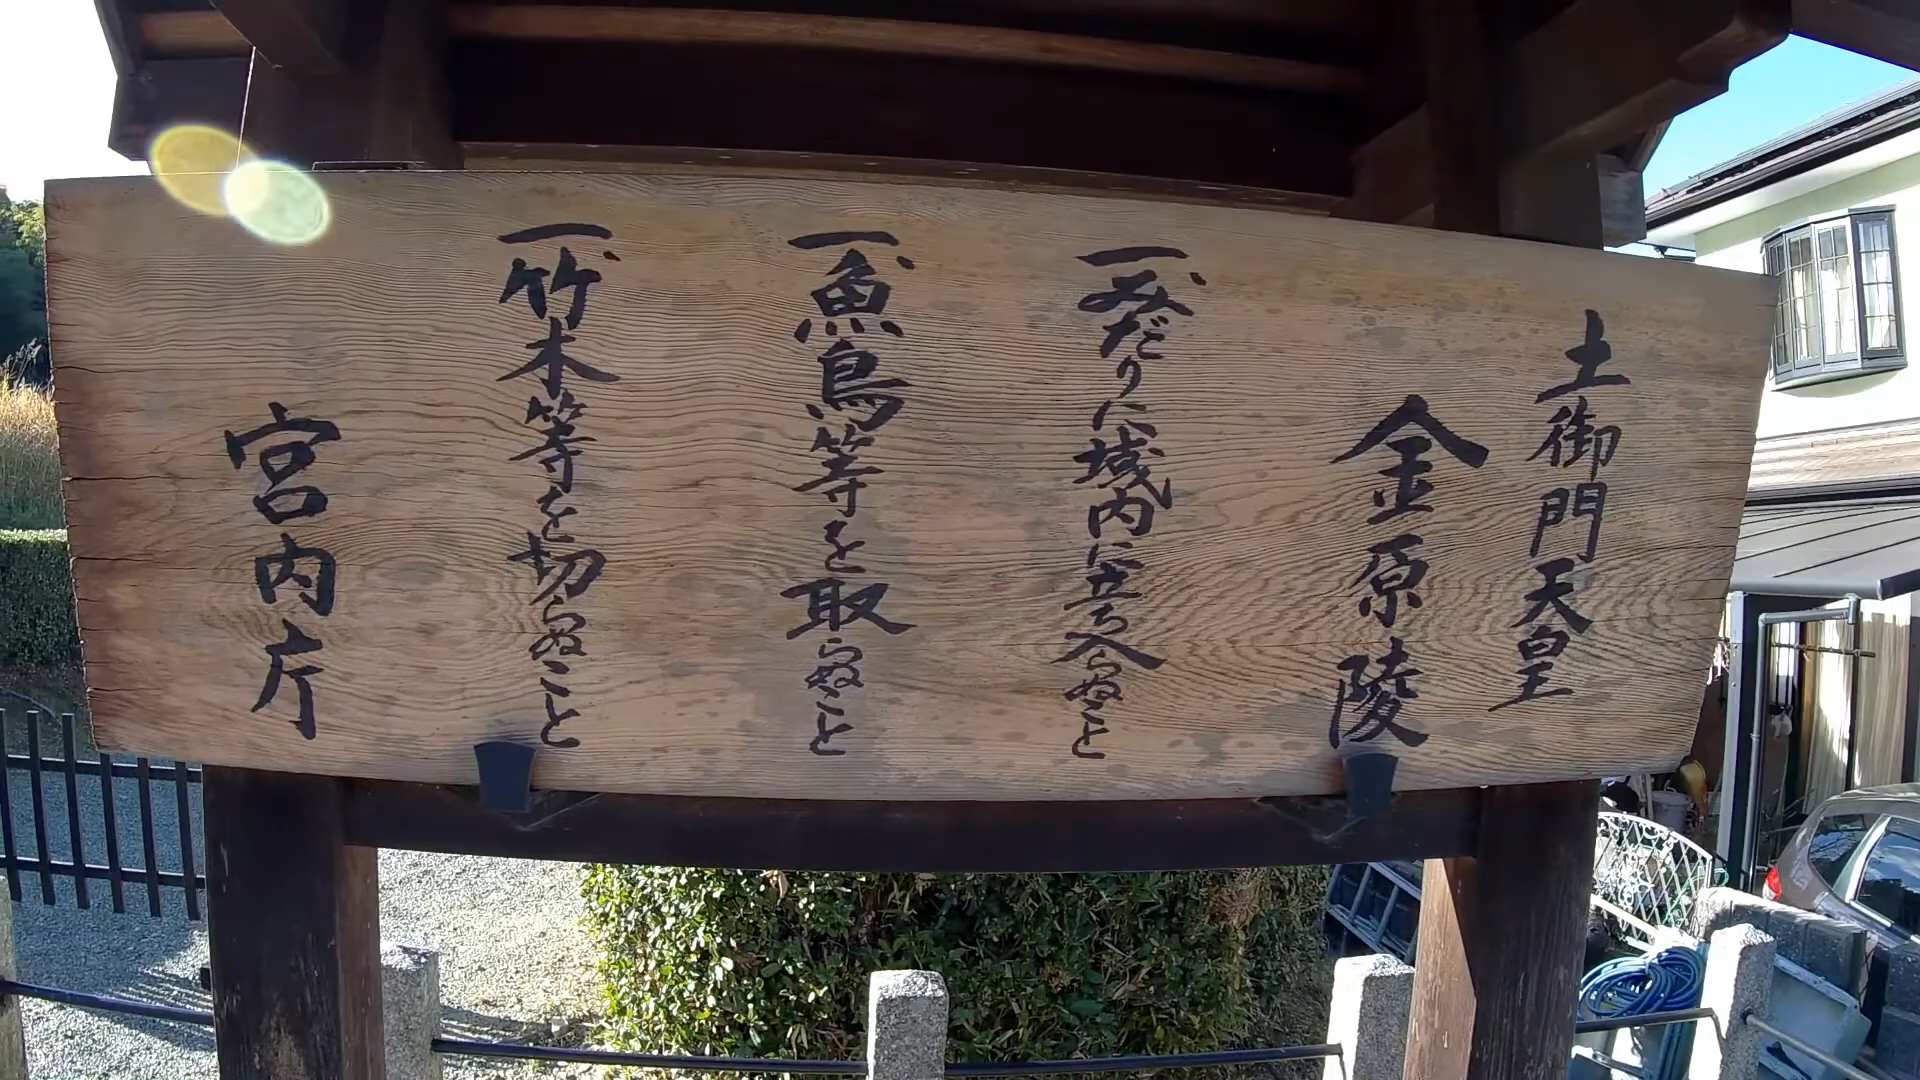 土御門天皇
金原陵
一、みだりに域内に立ち入らぬこと
一、魚鳥等を取らぬこと
一、竹木等を切らぬこと
宮内庁